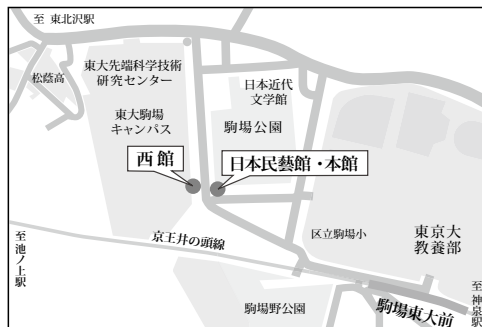 至 東北沢駅
松蔭高
東大先端科学技術
研究センター
日本近代
文学館
東大駒場
キャンパス
駒場公園
西館
日本民藝館・本館
区立駒場小
東京大
教養部
京王井の頭線
至池ノ上駅
駒場野公園
駒場東大前
至神泉駅